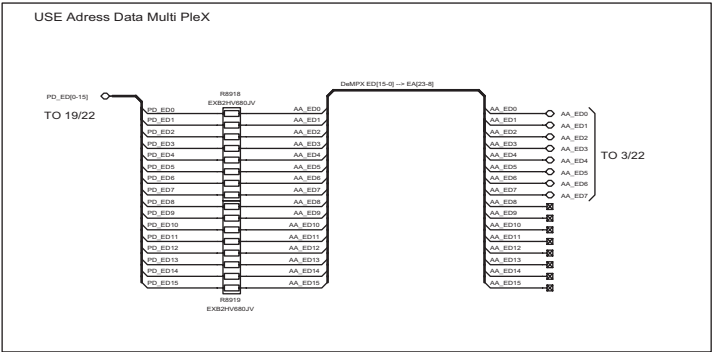 USE Adress Data Multi PleX
DeMPX ED[15-0] --> EA[23-8]
PD_ED[0-15]
TO 19/22
R8918
EXB2HV680JV
PD_ED0 AA_ED0 AA_ED0 AA_ED0
PD_ED1 AA_ED1 AA_ED1 AA_ED1
PD_ED2 AA_ED2 AA_ED2 AA_ED2
PD_ED3 AA_ED3 AA_ED3 AA_ED3
PD_ED4 AA_ED4 AA_ED4 AA_ED4
TO 3/22
PD_ED5 AA_ED5 AA_ED5 AA_ED5
PD_ED6 AA_ED6 AA_ED6 AA_ED6
PD_ED7 AA_ED7 AA_ED7 AA_ED7
PD_ED8 AA_ED8 AA_ED8
PD_ED9 AA_ED9 AA_ED9
PD_ED10 AA_ED10 AA_ED10
PD_ED11 AA_ED11 AA_ED11
PD_ED12 AA_ED12 AA_ED12
PD_ED13 AA_ED13 AA_ED13
PD_ED14 AA_ED14 AA_ED14
PD_ED15 AA_ED15 AA_ED15
R8919
EXB2HV680JV